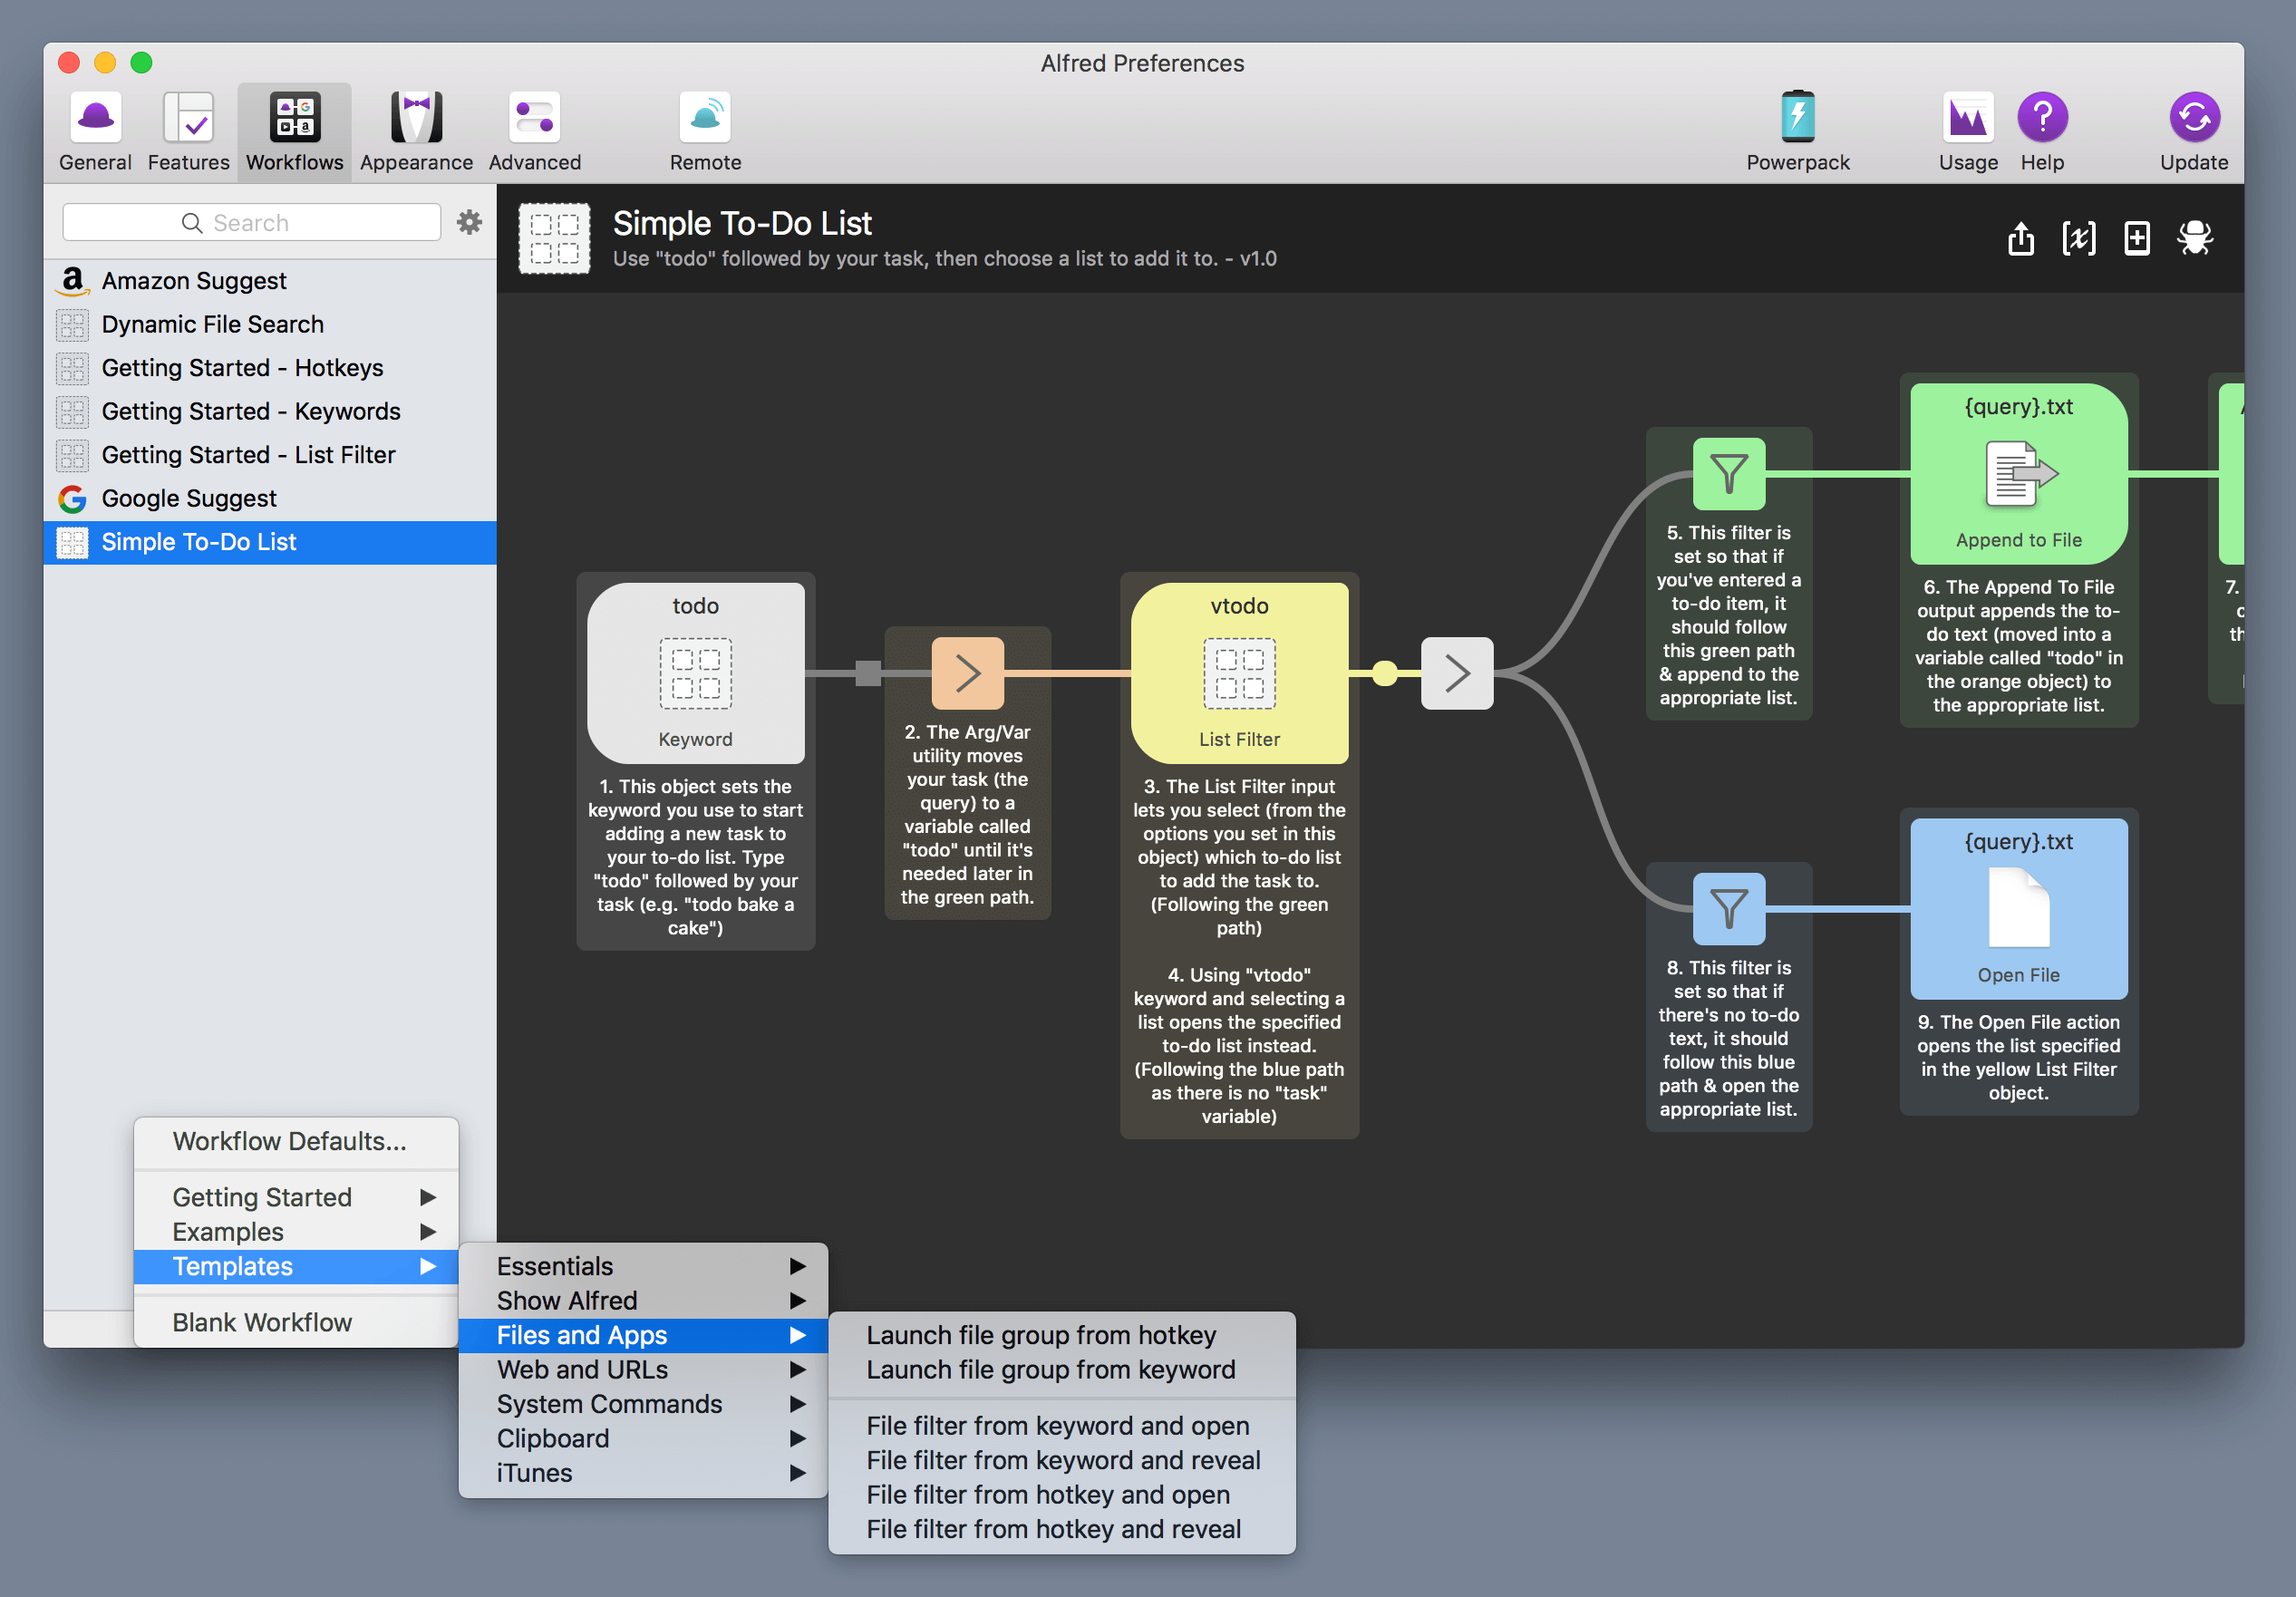 Alfred Preferences
General
Features
Workflows
Appearance
Advanced
Remote
Powerpack
Usage
Help
Update
Search
Amazon Suggest
Dynamic File Search
Getting Started - Hotkeys
Getting Started - Keywords
Getting Started - List Filter
Google Suggest
Simple To-Do List
Simple To-Do List
Use "todo" followed by your task, then choose a list to add it to. - v1.0
todo
Keyword
1. This object sets the
keyword you use to start
adding a new task to
your to-do list. Type
"todo" followed by your
task (e.g. "todo bake a
cake")
2. The Arg/Var
utility moves
your task (the
query) to a
variable called
"todo" until it's
needed later in
the green path.
vtodo
List Filter
3. The List Filter input
lets you select (from the
options you set in this
object) which to-do list
to add the task to.
(Following the green
path)
4. Using "vtodo"
keyword and selecting a
list opens the specified
to-do list instead.
(Following the blue path
as there is no "task"
variable)
5. This filter is
set so that if
you've entered a
to-do item, it
should follow
this green path
& append to the
appropriate list.
{query}.txt
Append to File
6. The Append To File
output appends the to-
do text (moved into a
variable called "todo" in
the orange object) to
the appropriate list.
7.
8. This filter is
set so that if
there's no to-do
text, it should
follow this blue
path & open the
appropriate list.
{query}.txt
Open File
9. The Open File action
opens the list specified
in the yellow List Filter
object.
Workflow Defaults...
Getting Started
Examples
Templates
Blank Workflow
Essentials
Show Alfred
Files and Apps
Web and URLs
System Commands
Clipboard
iTunes
Launch file group from hotkey
Launch file group from keyword
File filter from keyword and open
File filter from keyword and reveal
File filter from hotkey and open
File filter from hotkey and reveal